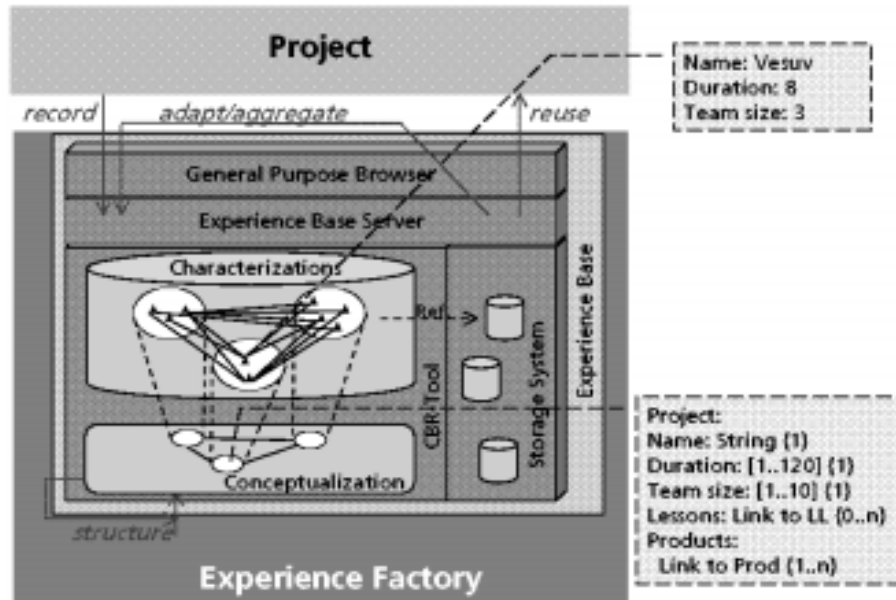 Project
Name: Vesuv
Duration: 8
Team size: 3
record
adapt/aggregate
reuse
General Purpose Browser
Experience Base Server
Characterizations
Ref
CBR-Tool
Storage System
Experience Base
Conceptualization
structure
Project:
Name: String (1)
Duration: [1..120] (1)
Team size: [1..10] (1)
Lessons: Link to LL (0..n)
Products:
Link to Prod (1..n)
Experience Factory